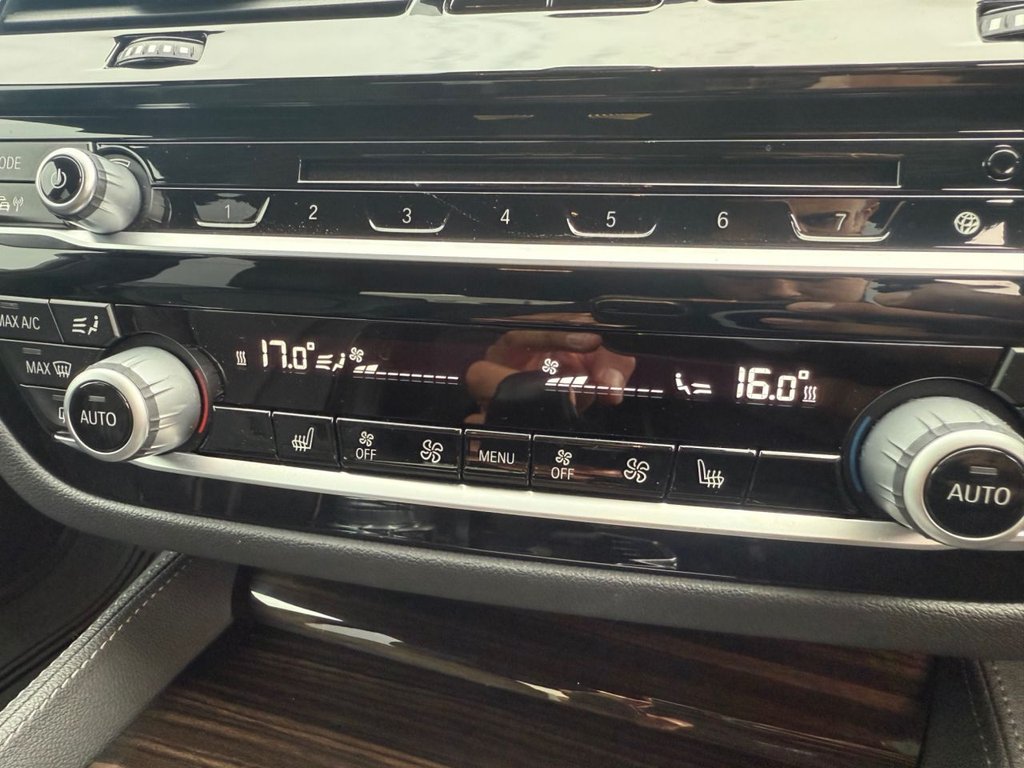 ODE
1 2 3 4 5 6 7
MAX A/C
17.0° 16.0°
MAX
AUTO
OFF MENU OFF
AUTO